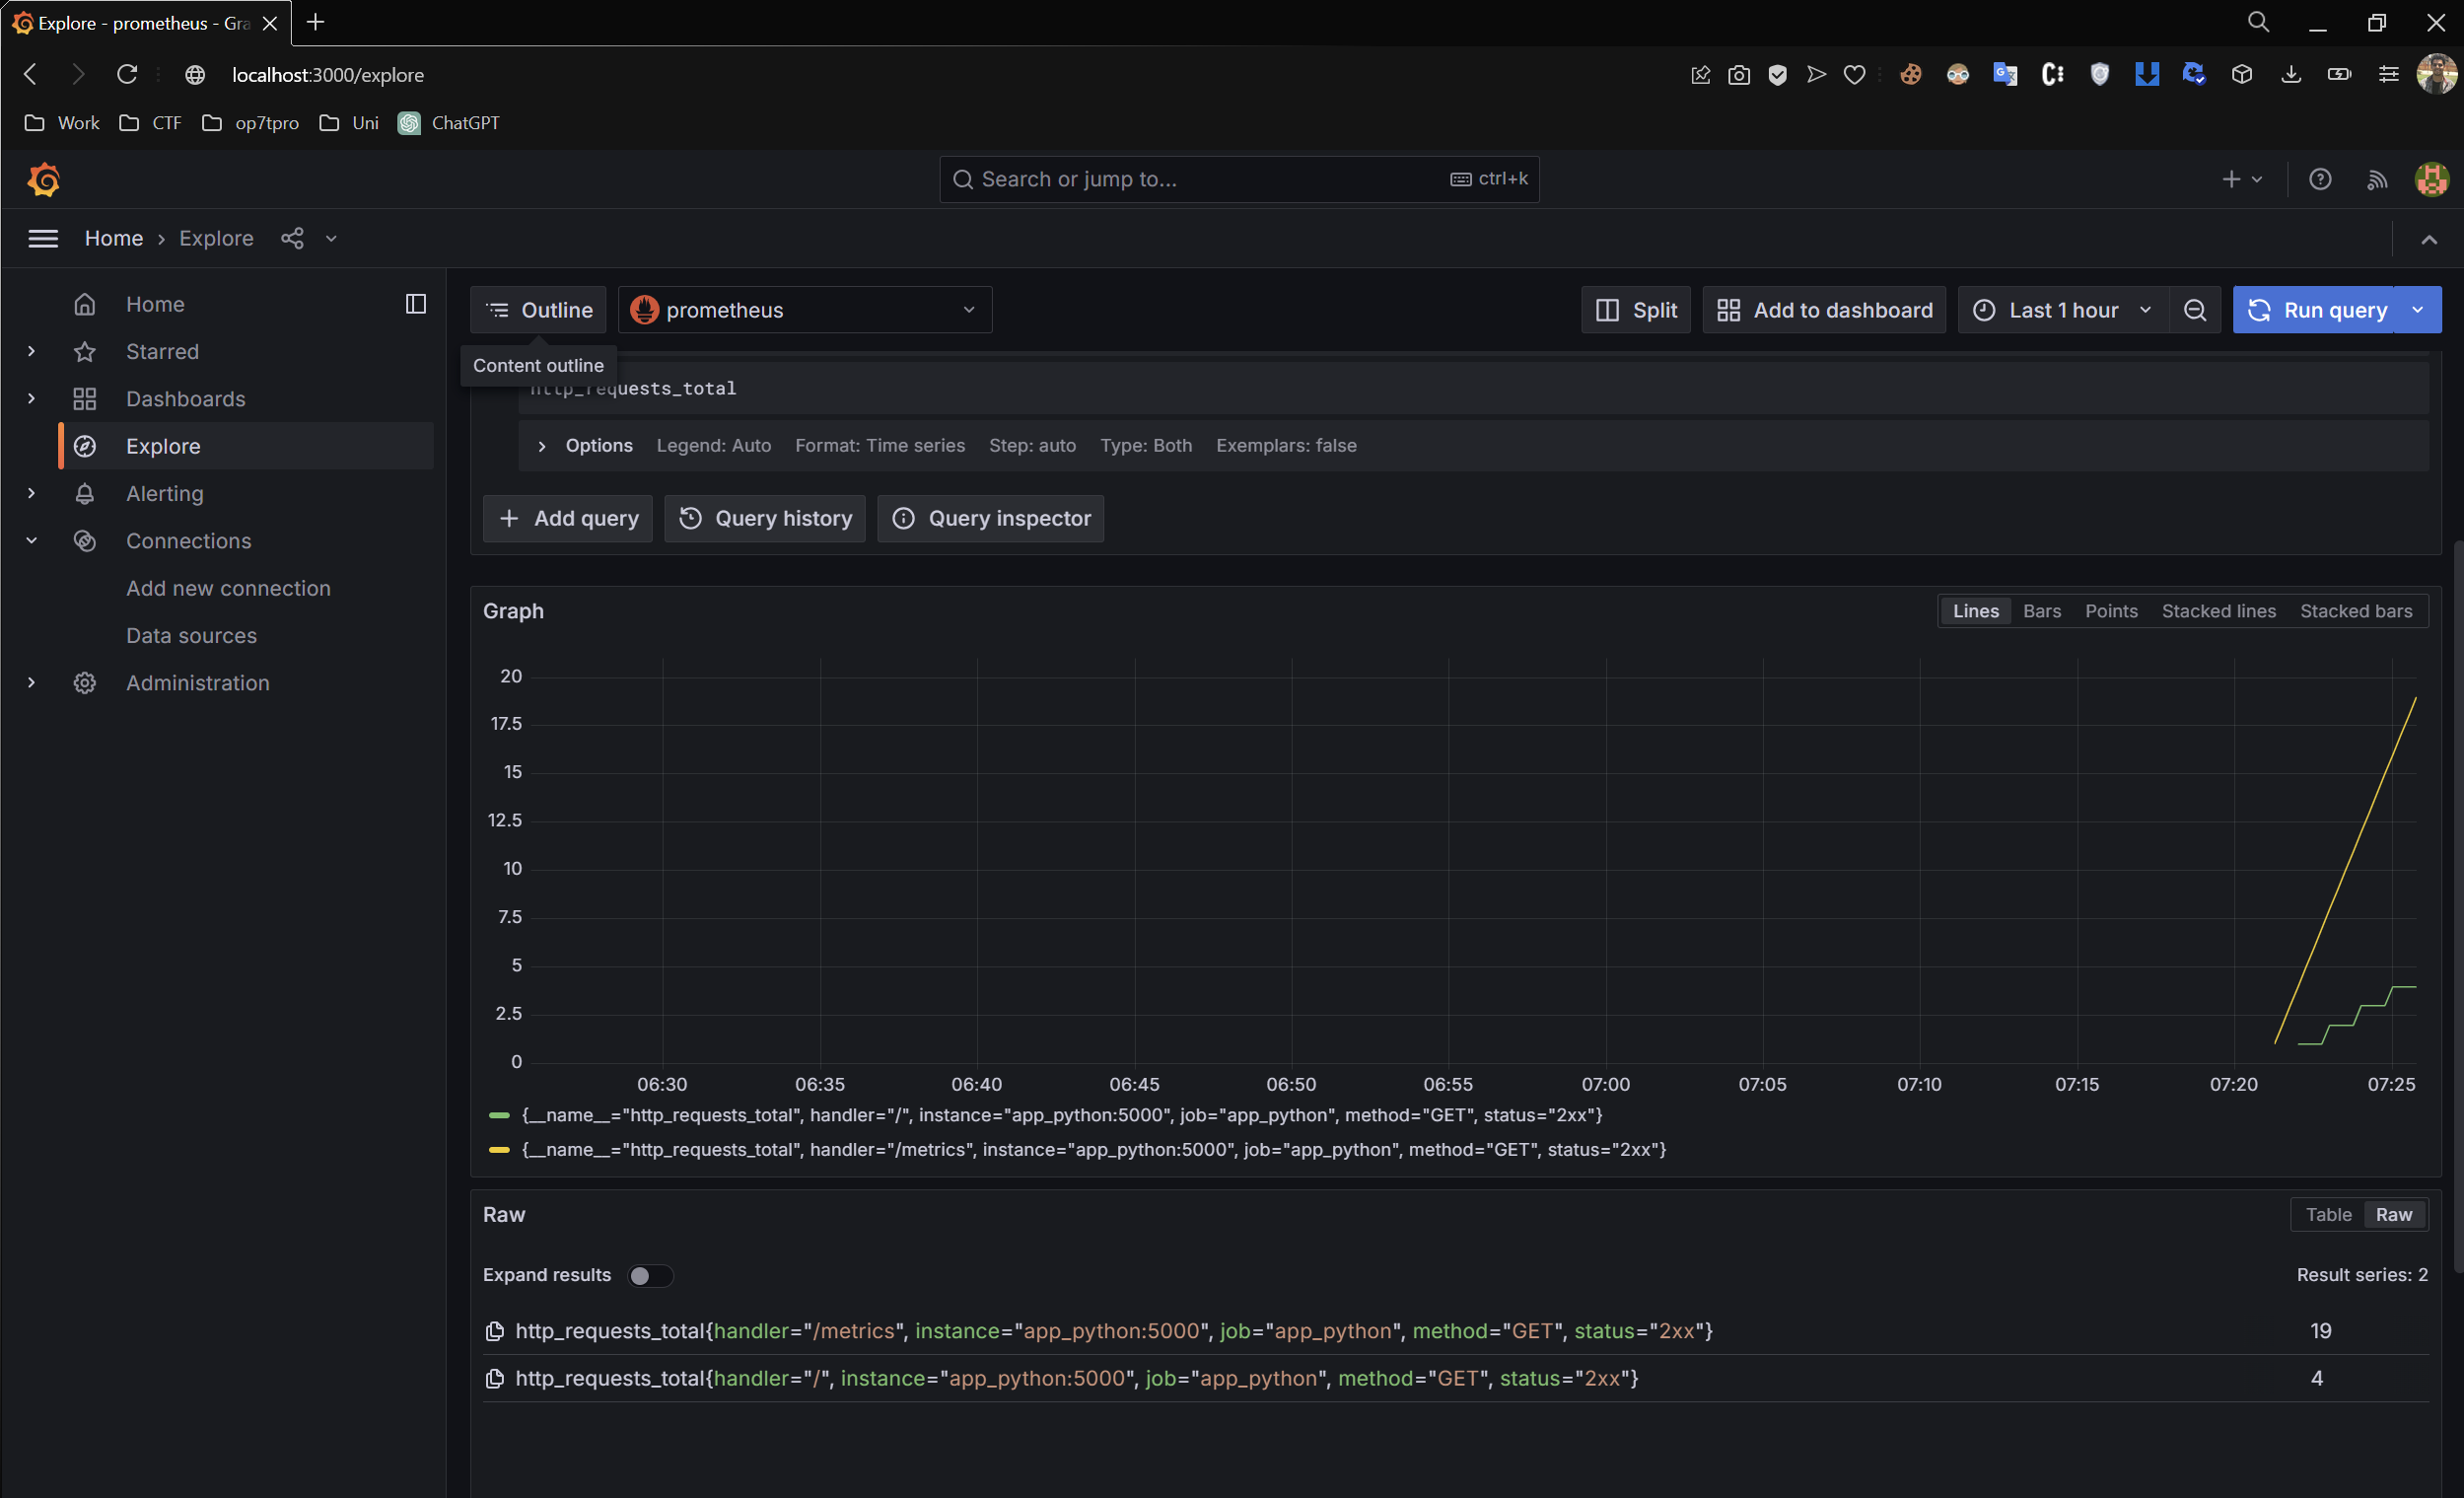 Explore - prometheus - Gra
localhost:3000/explore
Work CTF op7tpro Uni ChatGPT
Search or jump to... ctrl+k
Home › Explore
Home
Starred
Dashboards
Explore
Alerting
Connections
Add new connection
Data sources
Administration
Outline prometheus Split Add to dashboard Last 1 hour Run query
Content outline
http_requests_total
Options Legend: Auto Format: Time series Step: auto Type: Both Exemplars: false
+ Add query Query history Query inspector
Graph Lines Bars Points Stacked lines Stacked bars
20
17.5
15
12.5
10
7.5
5
2.5
0
06:30 06:35 06:40 06:45 06:50 06:55 07:00 07:05 07:10 07:15 07:20 07:25
{__name__="http_requests_total", handler="/", instance="app_python:5000", job="app_python", method="GET", status="2xx"}
{__name__="http_requests_total", handler="/metrics", instance="app_python:5000", job="app_python", method="GET", status="2xx"}
Raw Table Raw
Expand results Result series: 2
http_requests_total{handler="/metrics", instance="app_python:5000", job="app_python", method="GET", status="2xx"} 19
http_requests_total{handler="/", instance="app_python:5000", job="app_python", method="GET", status="2xx"} 4